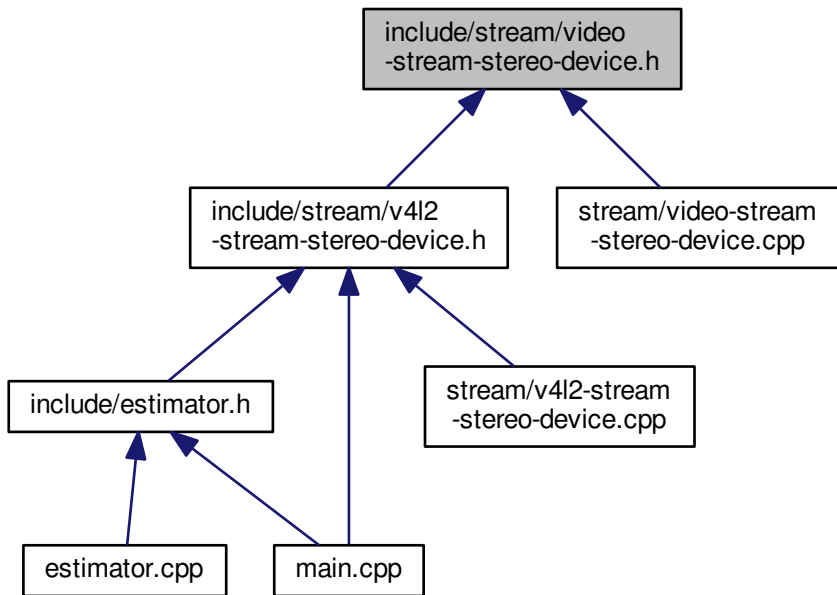 include/stream/video
-stream-stereo-device.h
include/stream/v4l2
-stream-stereo-device.h
stream/video-stream
-stereo-device.cpp
include/estimator.h
stream/v4l2-stream
-stereo-device.cpp
estimator.cpp
main.cpp